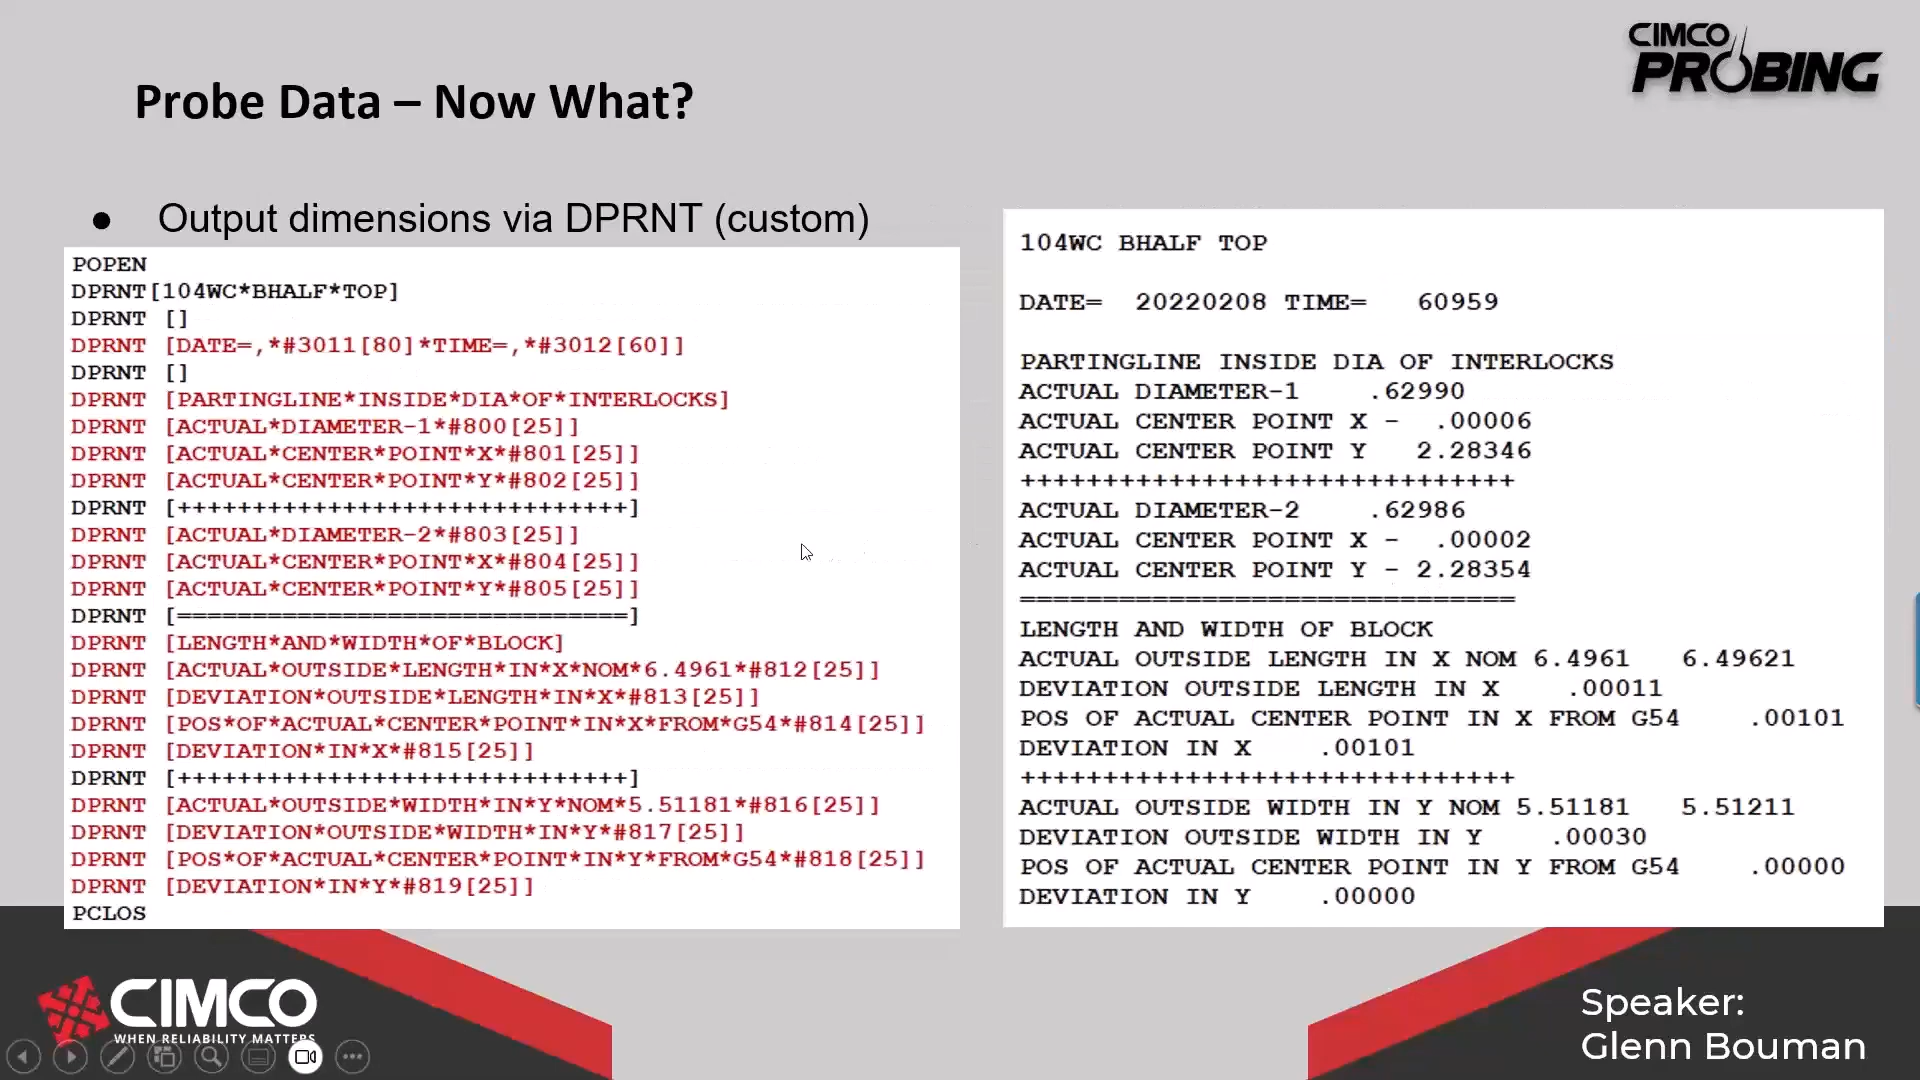 CIMCO
PROBING
Probe Data – Now What?
● Output dimensions via DPRNT (custom)
POPEN
DPRNT[104WC*BHALF*TOP]
DPRNT []
DPRNT [DATE=,*#3011[80]*TIME=,*#3012[60]]
DPRNT []
DPRNT [PARTINGLINE*INSIDE*DIA*OF*INTERLOCKS]
DPRNT [ACTUAL*DIAMETER-1*#800[25]]
DPRNT [ACTUAL*CENTER*POINT*X*#801[25]]
DPRNT [ACTUAL*CENTER*POINT*Y*#802[25]]
DPRNT [++++++++++++++++++++++++++++++]
DPRNT [ACTUAL*DIAMETER-2*#803[25]]
DPRNT [ACTUAL*CENTER*POINT*X*#804[25]]
DPRNT [ACTUAL*CENTER*POINT*Y*#805[25]]
DPRNT [==============================]
DPRNT [LENGTH*AND*WIDTH*OF*BLOCK]
DPRNT [ACTUAL*OUTSIDE*LENGTH*IN*X*NOM*6.4961*#812[25]]
DPRNT [DEVIATION*OUTSIDE*LENGTH*IN*X*#813[25]]
DPRNT [POS*OF*ACTUAL*CENTER*POINT*IN*X*FROM*G54*#814[25]]
DPRNT [DEVIATION*IN*X*#815[25]]
DPRNT [++++++++++++++++++++++++++++++]
DPRNT [ACTUAL*OUTSIDE*WIDTH*IN*Y*NOM*5.51181*#816[25]]
DPRNT [DEVIATION*OUTSIDE*WIDTH*IN*Y*#817[25]]
DPRNT [POS*OF*ACTUAL*CENTER*POINT*IN*Y*FROM*G54*#818[25]]
DPRNT [DEVIATION*IN*Y*#819[25]]
PCLOS
104WC BHALF TOP
DATE=  20220208 TIME=   60959
PARTINGLINE INSIDE DIA OF INTERLOCKS
ACTUAL DIAMETER-1    .62990
ACTUAL CENTER POINT X -  .00006
ACTUAL CENTER POINT Y   2.28346
++++++++++++++++++++++++++++++
ACTUAL DIAMETER-2    .62986
ACTUAL CENTER POINT X -  .00002
ACTUAL CENTER POINT Y - 2.28354
==============================
LENGTH AND WIDTH OF BLOCK
ACTUAL OUTSIDE LENGTH IN X NOM 6.4961   6.49621
DEVIATION OUTSIDE LENGTH IN X    .00011
POS OF ACTUAL CENTER POINT IN X FROM G54    .00101
DEVIATION IN X    .00101
++++++++++++++++++++++++++++++
ACTUAL OUTSIDE WIDTH IN Y NOM 5.51181   5.51211
DEVIATION OUTSIDE WIDTH IN Y    .00030
POS OF ACTUAL CENTER POINT IN Y FROM G54    .00000
DEVIATION IN Y    .00000
CIMCO
WHEN RELIABILITY MATTERS
Speaker:
Glenn Bouman